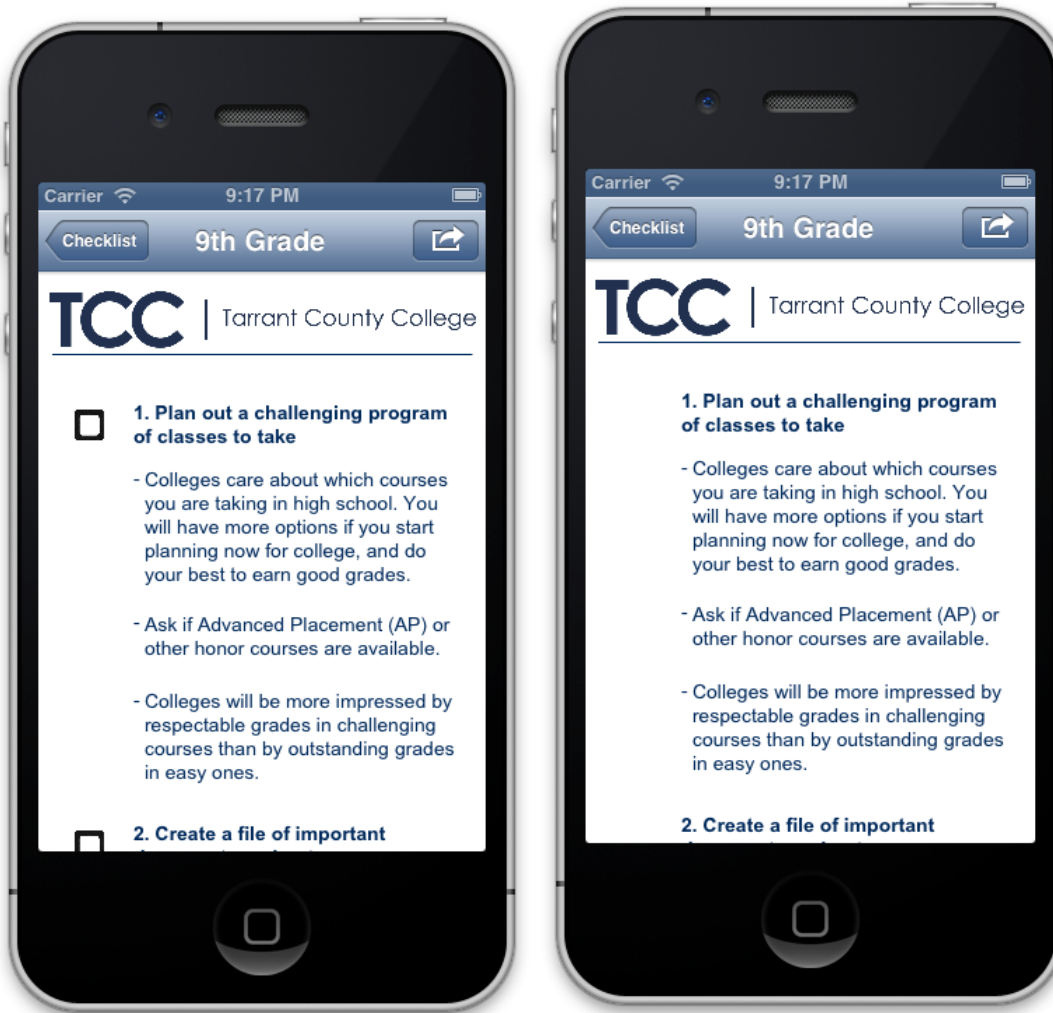 Carrier 9:17 PM
Checklist 9th Grade
TCC | Tarrant County College
1. Plan out a challenging program
of classes to take
- Colleges care about which courses
you are taking in high school. You
will have more options if you start
planning now for college, and do
your best to earn good grades.
- Ask if Advanced Placement (AP) or
other honor courses are available.
- Colleges will be more impressed by
respectable grades in challenging
courses than by outstanding grades
in easy ones.
2. Create a file of important
Carrier 9:17 PM
Checklist 9th Grade
TCC | Tarrant County College
1. Plan out a challenging program
of classes to take
- Colleges care about which courses
you are taking in high school. You
will have more options if you start
planning now for college, and do
your best to earn good grades.
- Ask if Advanced Placement (AP) or
other honor courses are available.
- Colleges will be more impressed by
respectable grades in challenging
courses than by outstanding grades
in easy ones.
2. Create a file of important